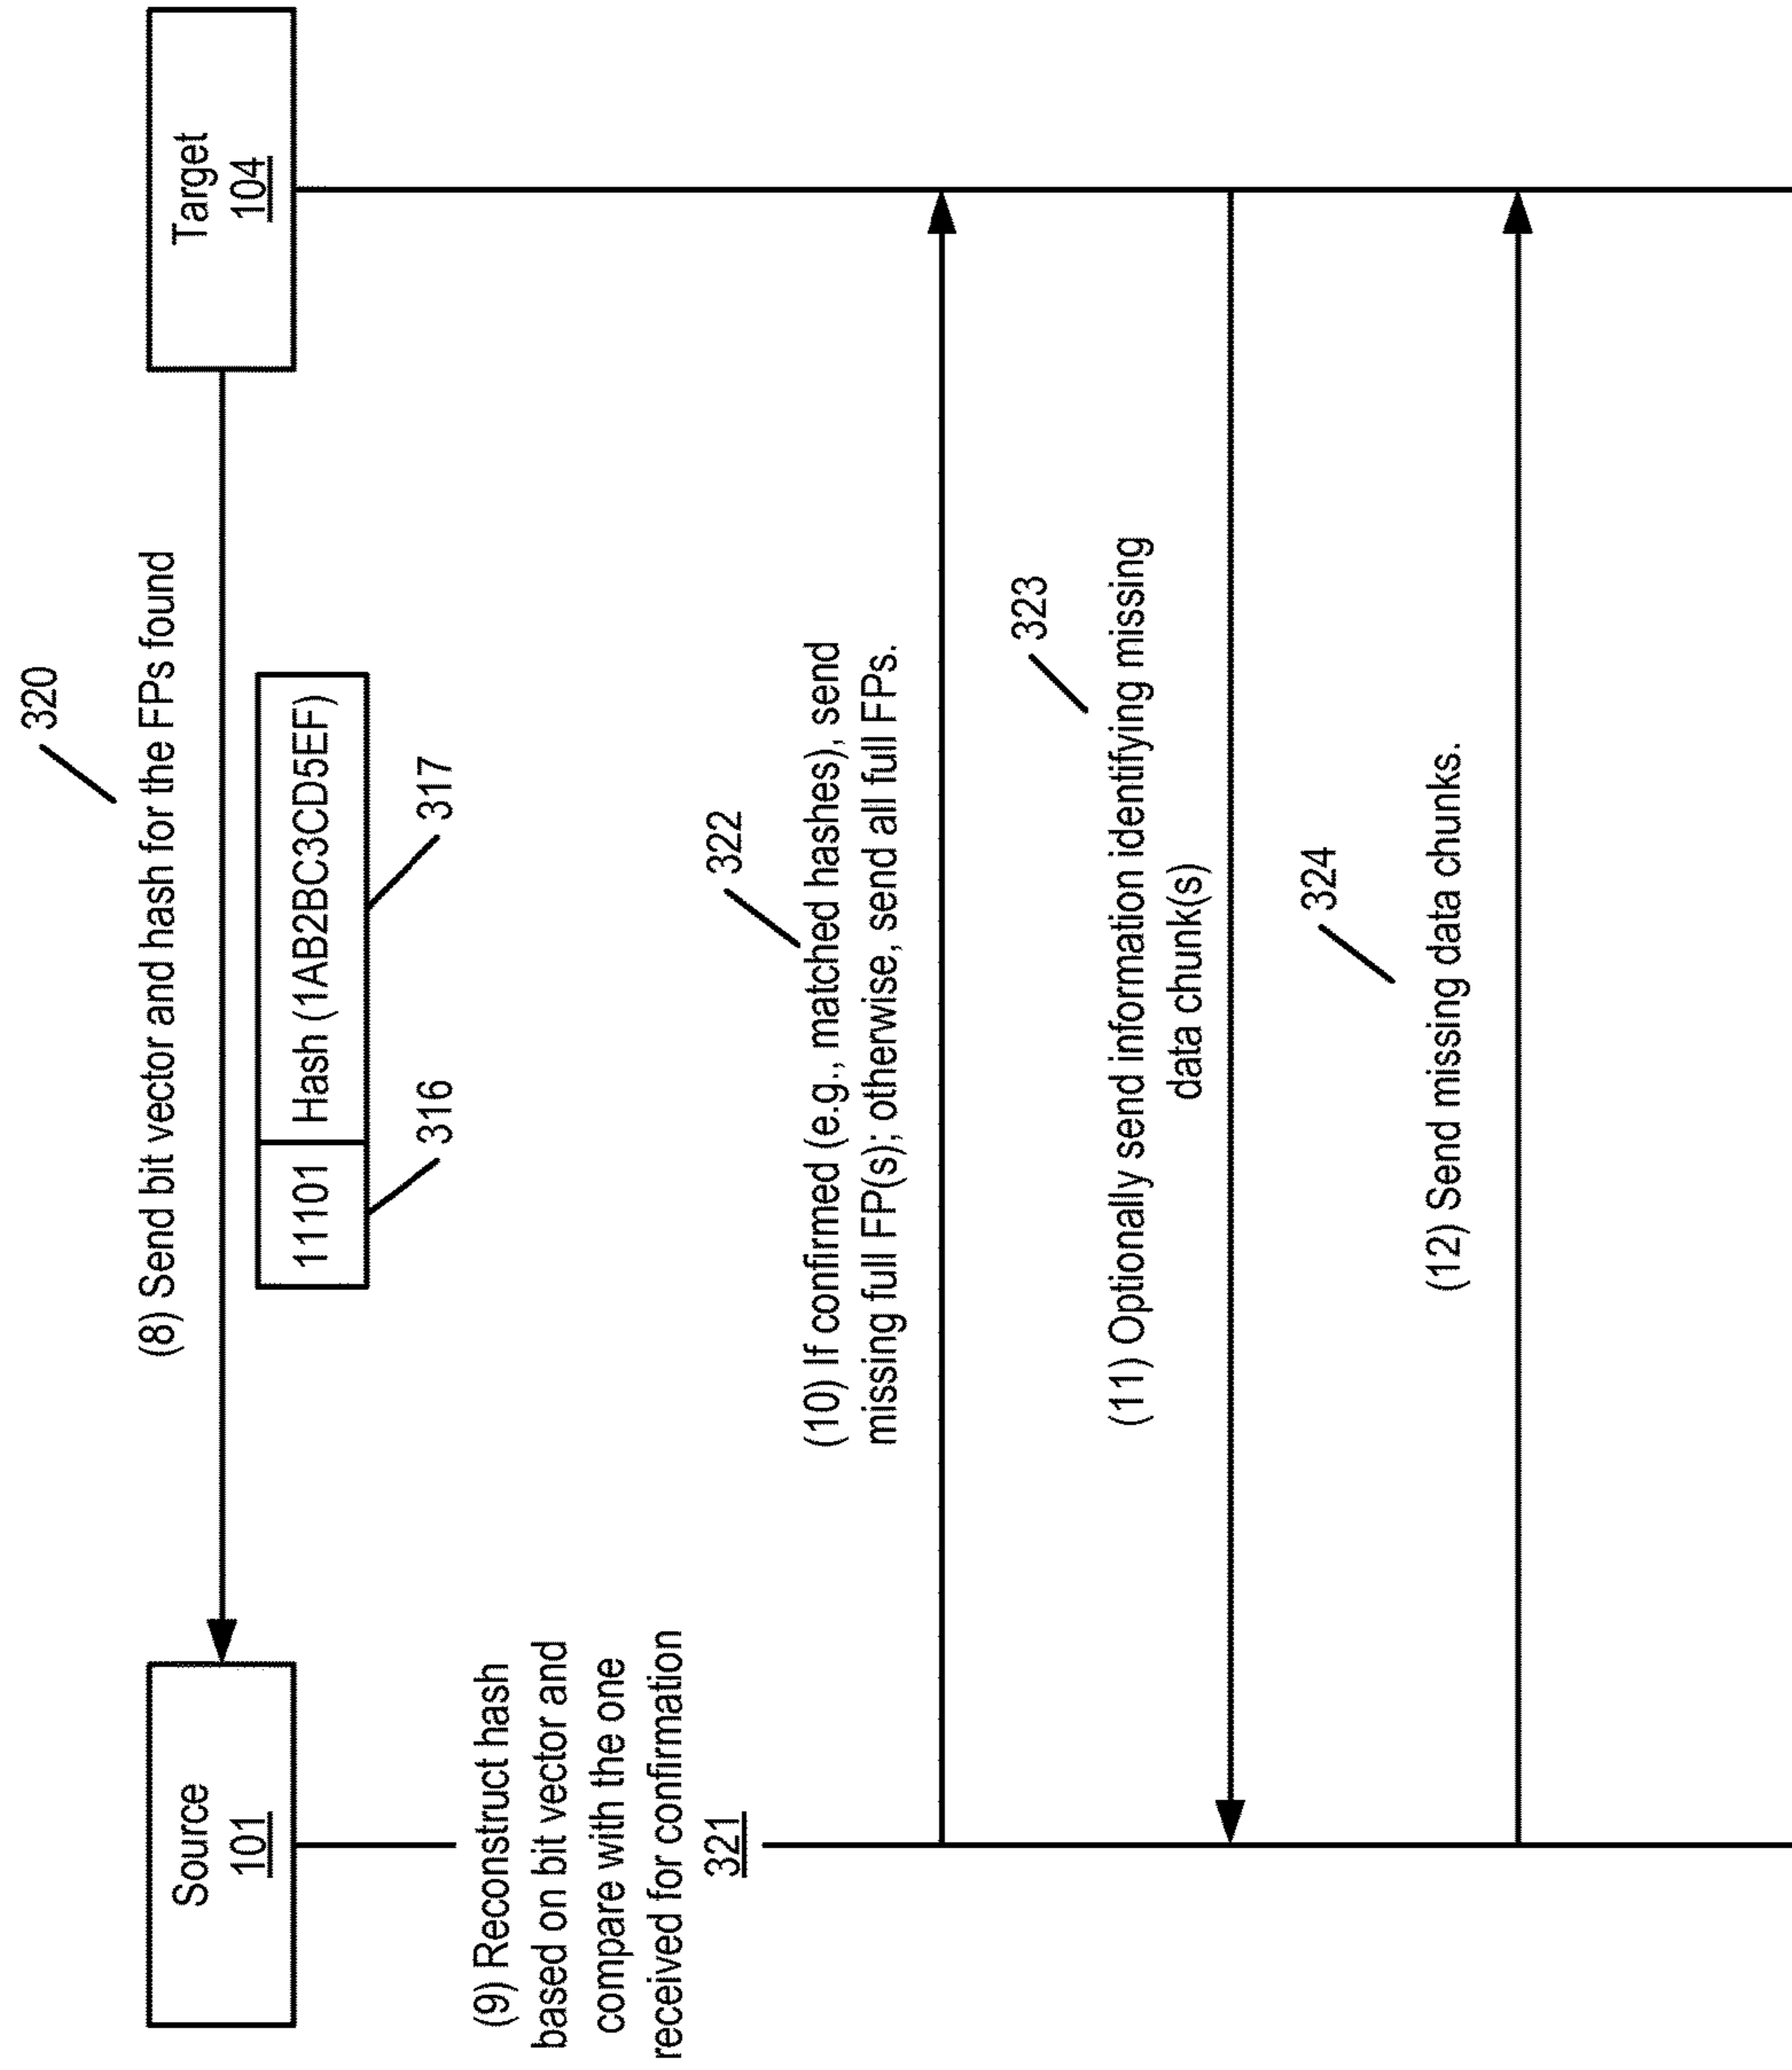 320
(8) Send bit vector and hash for the FPs found
Source
101
Target
104
11101
Hash (1AB2BC3CD5EF)
316
317
(9) Reconstruct hash
based on bit vector and
compare with the one
received for confirmation
321
322
(10) If confirmed (e.g., matched hashes), send
missing full FP(s); otherwise, send all full FPs.
323
(11) Optionally send information identifying missing
data chunk(s)
324
(12) Send missing data chunks.